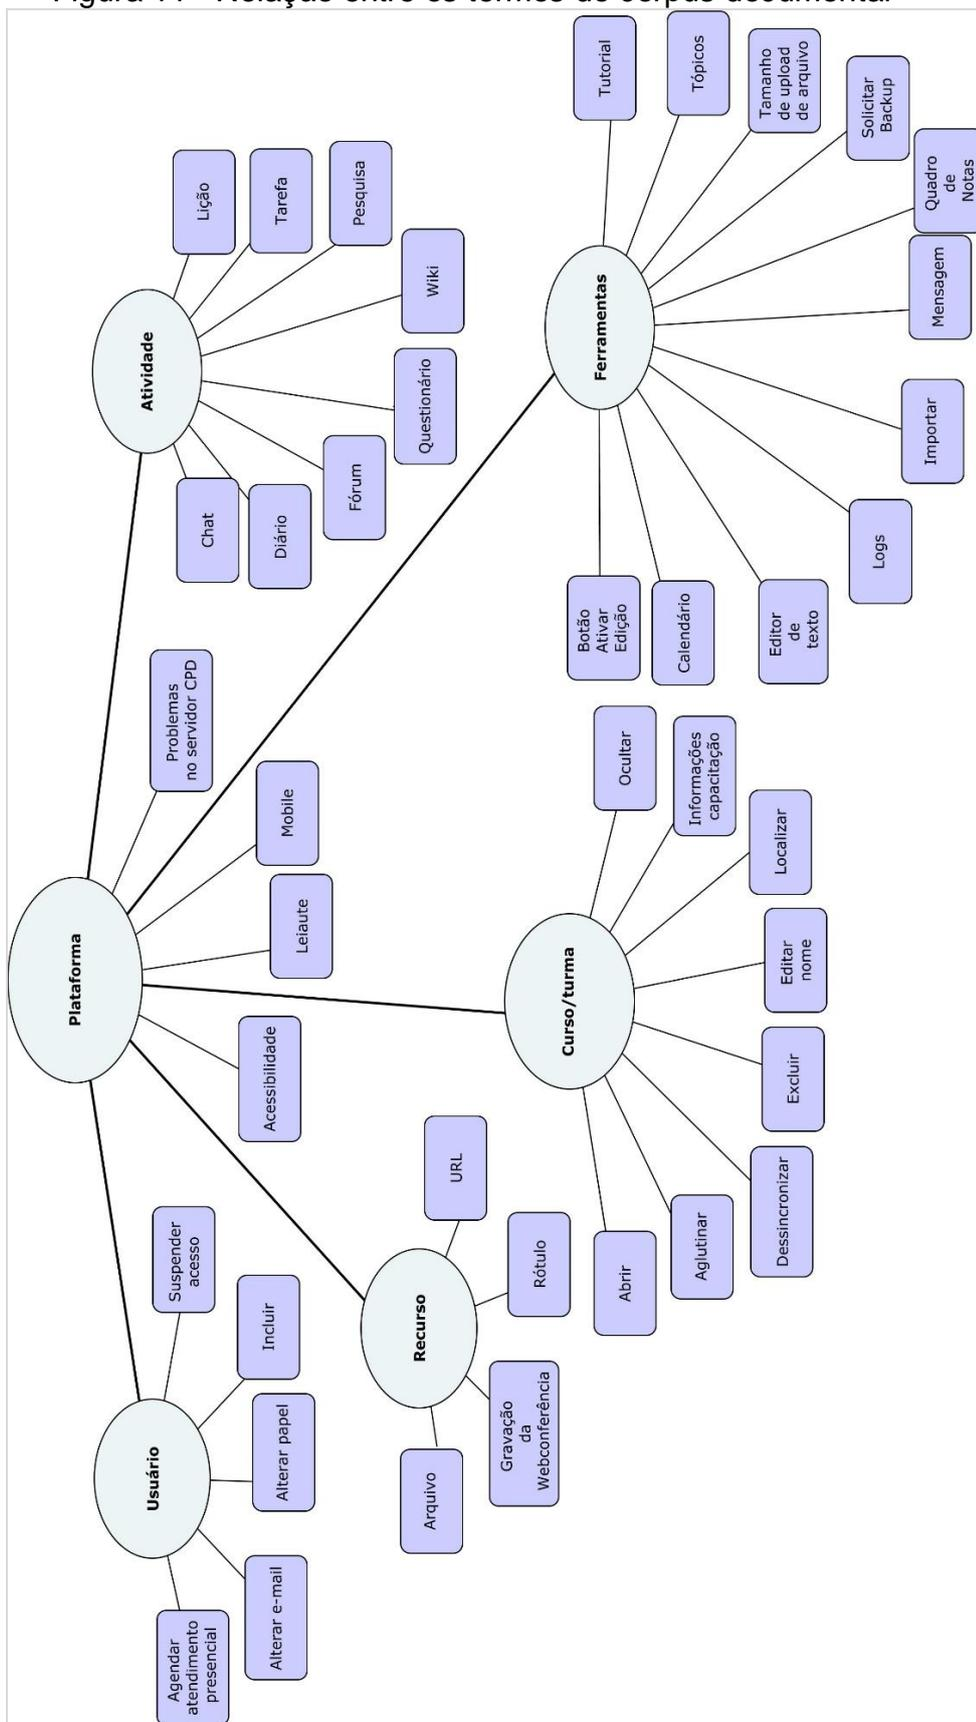 Figura - Relação entre os termos do corpus documental
Plataforma
Usuário
Agendar
atendimento
presencial
Alterar e-mail
Alterar papel
Incluir
Suspender
acesso
Recurso
Arquivo
Gravação
da
Webconferência
Rótulo
URL
Acessibilidade
Leiaute
Mobile
Problemas
no servidor CPD
Curso/turma
Abrir
Aglutinar
Dessincronizar
Excluir
Editar
nome
Localizar
Informações
capacitação
Ocultar
Atividade
Chat
Diário
Fórum
Questionário
Wiki
Pesquisa
Tarefa
Lição
Ferramentas
Botão
Ativar
Edição
Calendário
Editor
de
texto
Logs
Importar
Mensagem
Quadro
de
Notas
Solicitar
Backup
Tamanho
de upload
de arquivo
Tópicos
Tutorial